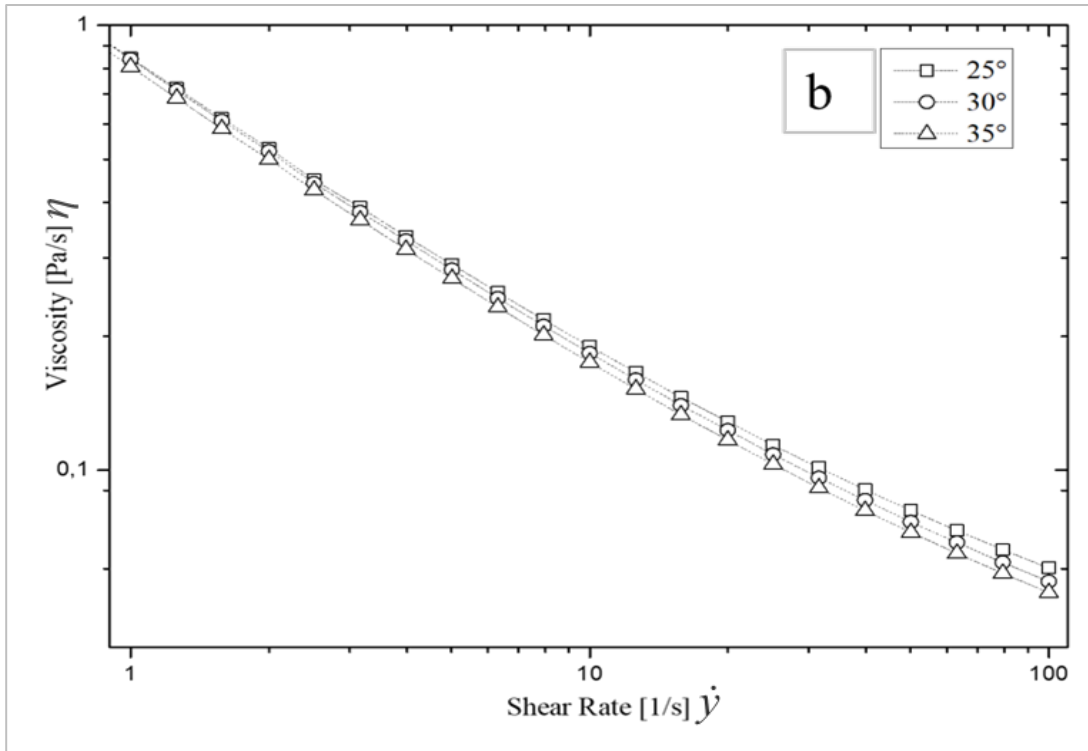 1
b
25°
30°
35°
Viscosity [Pa/s] η
0,1
1
10
100
Shear Rate [1/s] ẏ